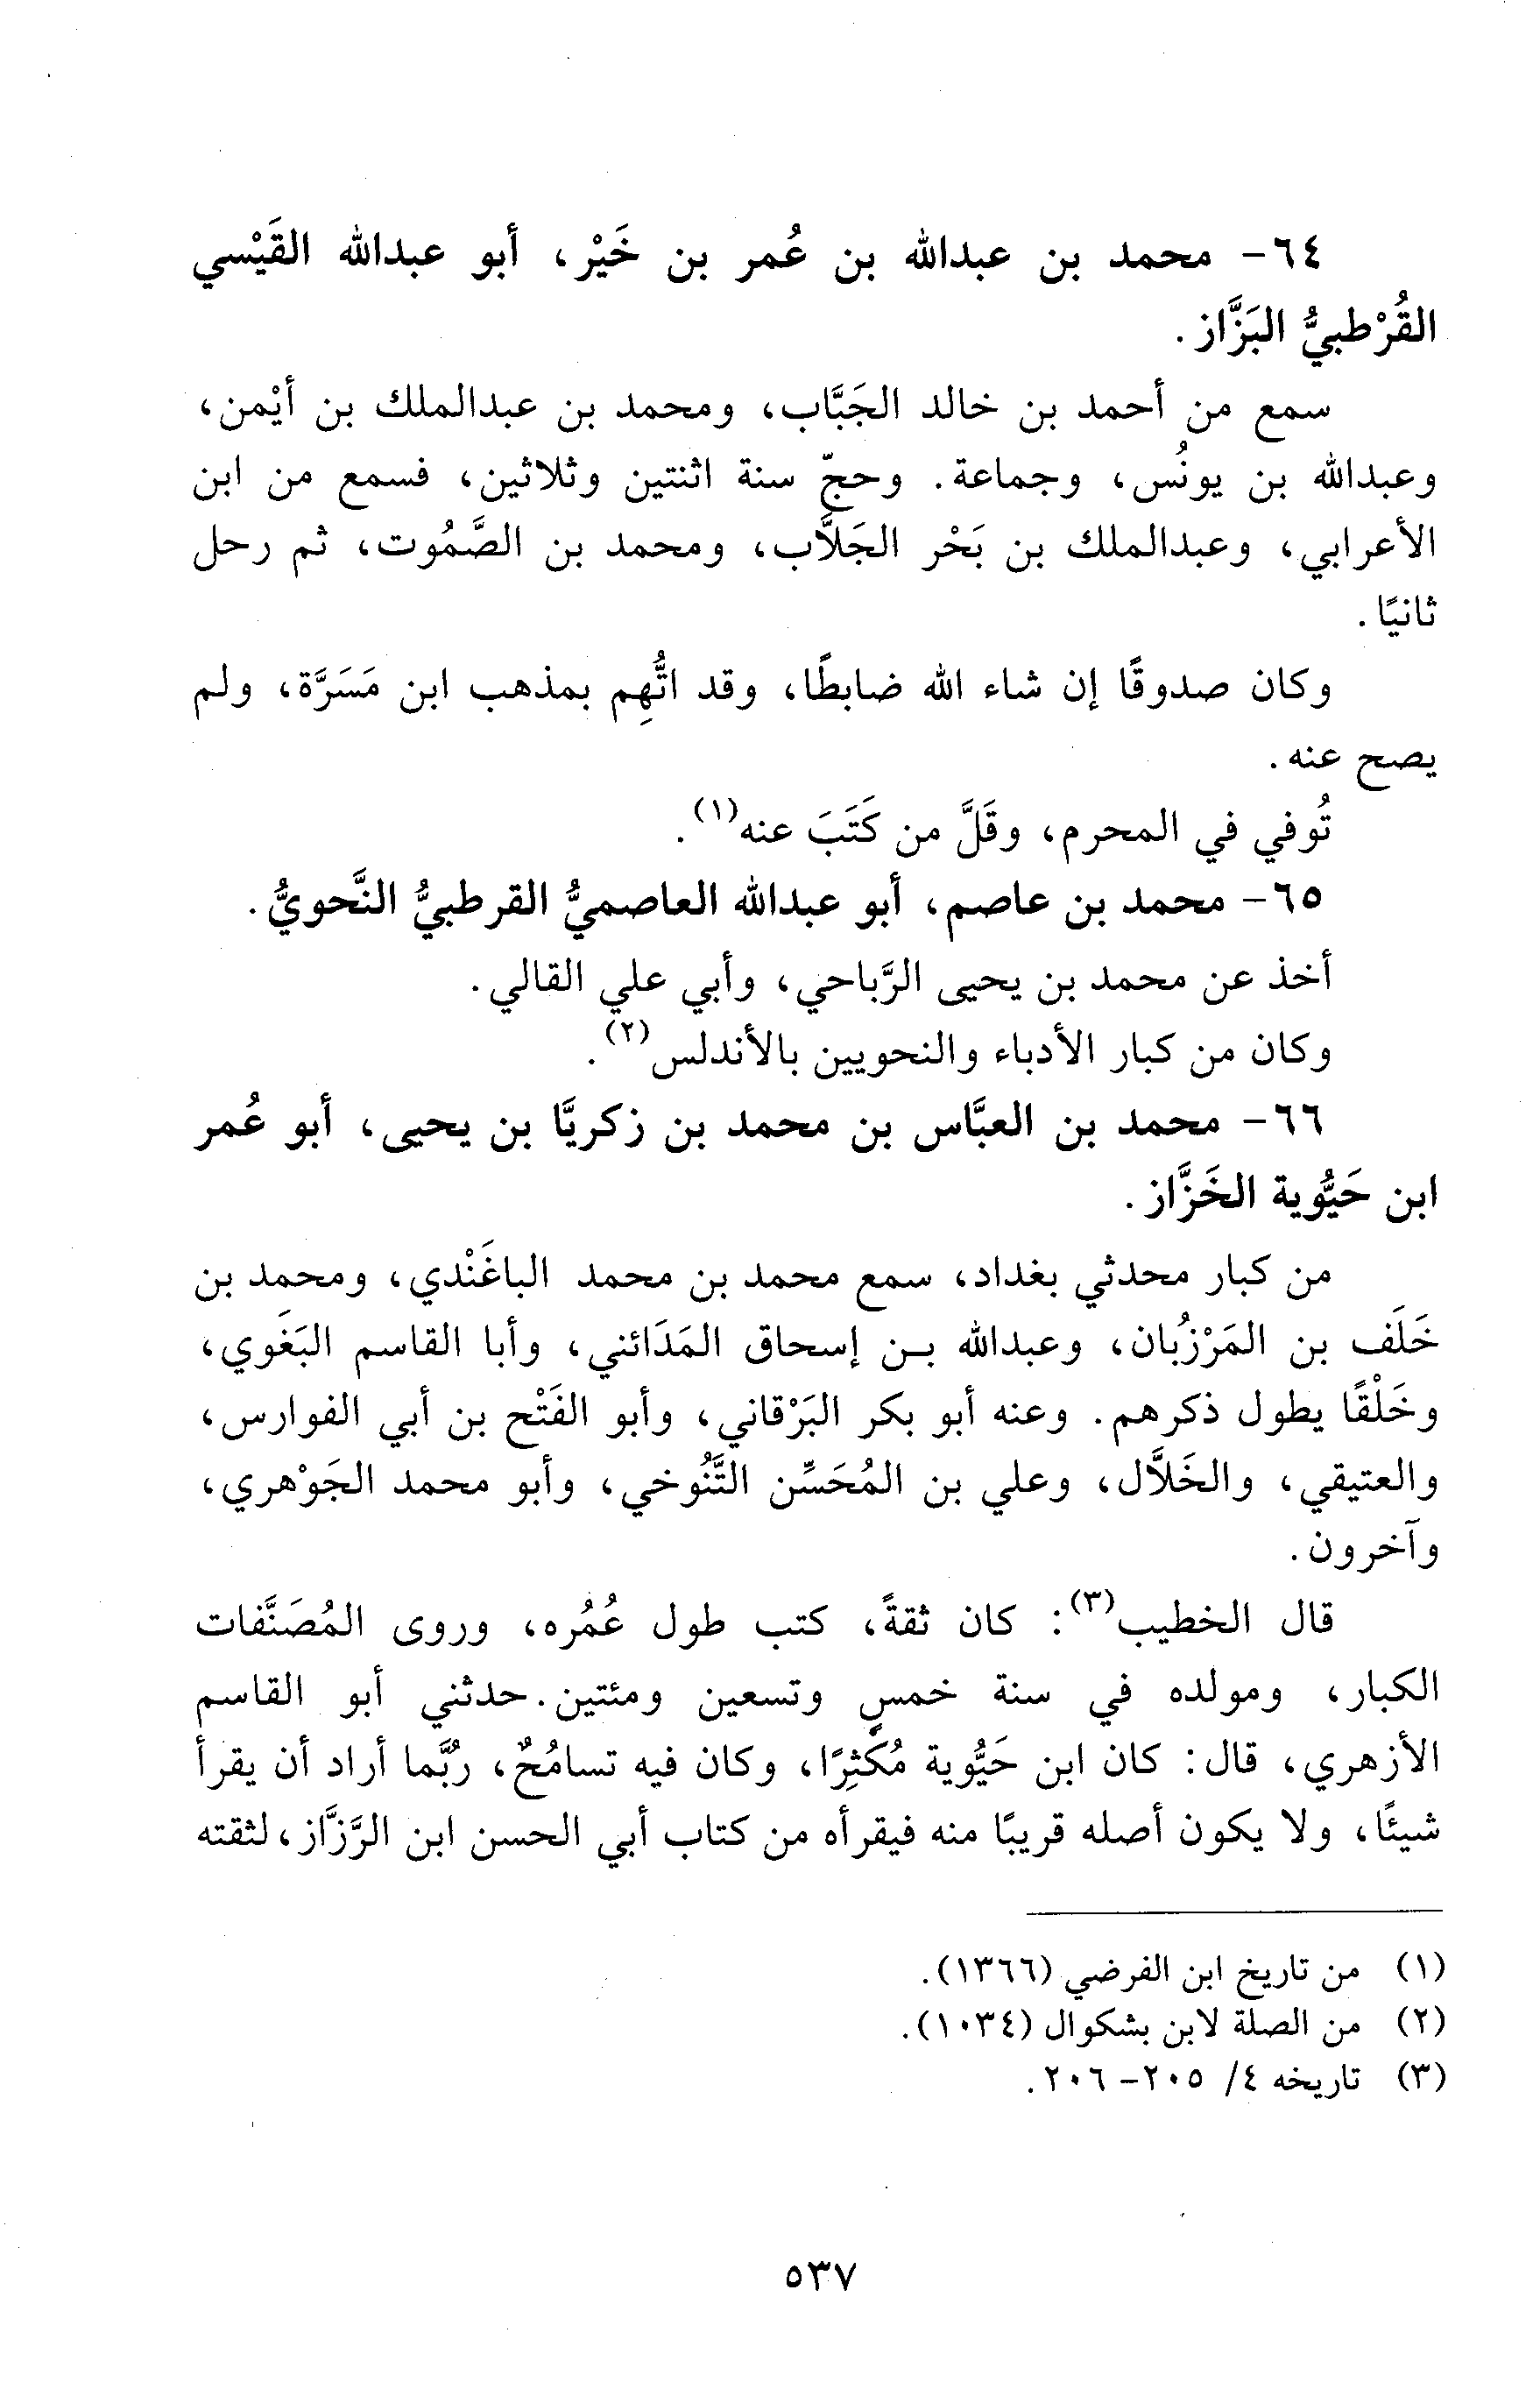 ٦٤- محمد بن عبدالله بن عُمر بن خَيْر، أبو عبدالله القَيْسي
القُرْطبيُّ البَزَّاز.
سمع من أحمد بن خالد الجَبَّاب، ومحمد بن عبدالملك بن أيْمن،
وعبدالله بن يونُس، وجماعة. وحجّ سنة اثنتين وثلاثين، فسمع من ابن
الأعرابي، وعبدالملك بن بَحْر الجَلاَّب، ومحمد بن الصَّمُوت، ثم رحل
ثانيًا.
وكان صدوقًا إن شاء الله ضابطًا، وقد اتُّهِم بمذهب ابن مَسَرَّة، ولم
يصح عنه.
تُوفي في المحرم، وقَلَّ من كَتَبَ عنه(١).
٦٥- محمد بن عاصم، أبو عبدالله العاصميُّ القرطبيُّ النَّحويُّ.
أخذ عن محمد بن يحيى الرَّباحي، وأبي علي القالي.
وكان من كبار الأدباء والنحويين بالأندلس(٢).
٦٦- محمد بن العبَّاس بن محمد بن زكريَّا بن يحيى، أبو عُمر
ابن حَيُّوية الخَزَّاز.
من كبار محدثي بغداد، سمع محمد بن محمد الباغَنْدي، ومحمد بن
خَلَف بن المَرْزُبان، وعبدالله بـن إسحاق المَدَائني، وأبا القاسم البَغَوي،
وخَلْقًا يطول ذكرهم. وعنه أبو بكر البَرْقاني، وأبو الفَتْح بن أبي الفوارس،
والعتيقي، والخَلاَّل، وعلي بن المُحَسِّن التَّنُوخي، وأبو محمد الجَوْهري،
وآخرون.
قال الخطيب(٣): كان ثقةً، كتب طول عُمُره، وروى المُصَنَّفات
الكبار، ومولده في سنة خمسٍ وتسعين ومئتين. حدثني أبو القاسم
الأزهري، قال: كان ابن حَيُّوية مُكْثِرًا، وكان فيه تسامُحٌ، ربَّما أراد أن يقرأ
شيئًا، ولا يكون أصله قريبًا منه فيقرأه من كتاب أبي الحسن ابن الرَّزَّاز، لثقته
(١) من تاريخ ابن الفرضي (١٣٦٦).
(٢) من الصلة لابن بشكوال (١٠٣٤).
(٣) تاريخه ٤/ ٢٠٥- ٢٠٦.
٥٣٧